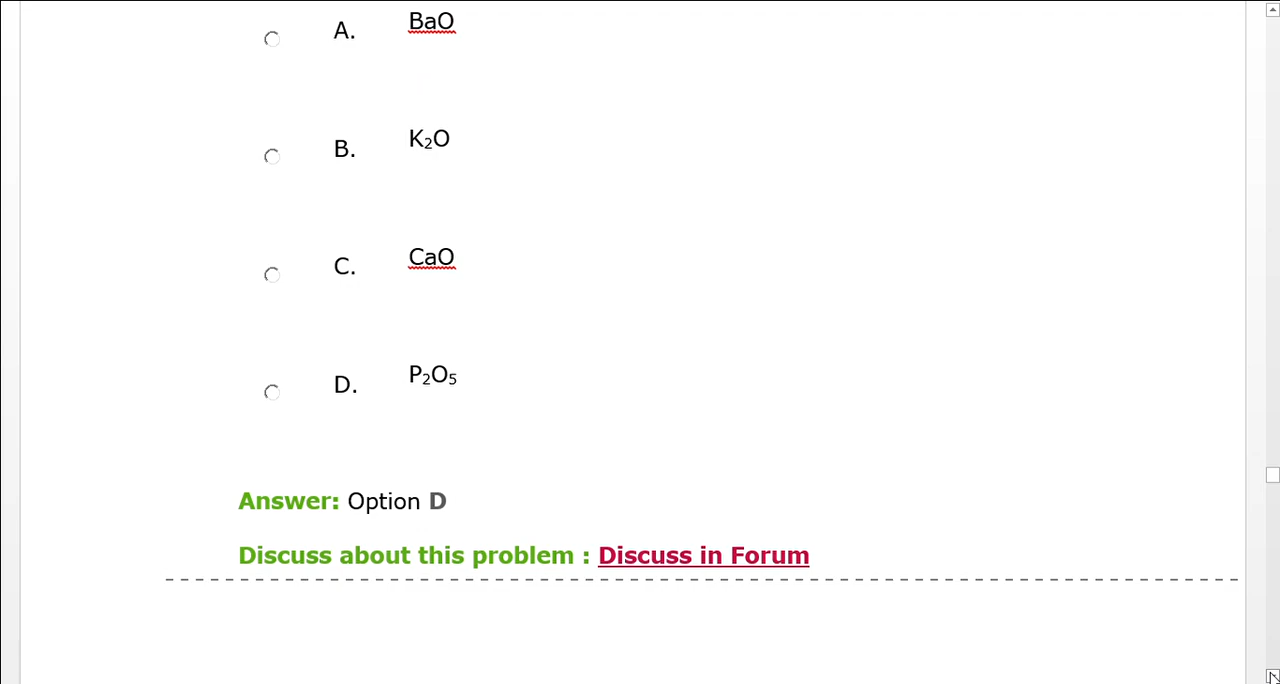 A. BaO
B. K₂O
C. CaO
D. P₂O₅
Answer: Option D
Discuss about this problem : Discuss in Forum